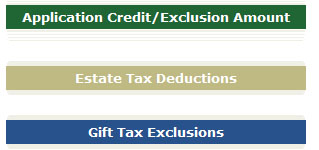 Application Credit/Exclusion Amount
Estate Tax Deductions
Gift Tax Exclusions